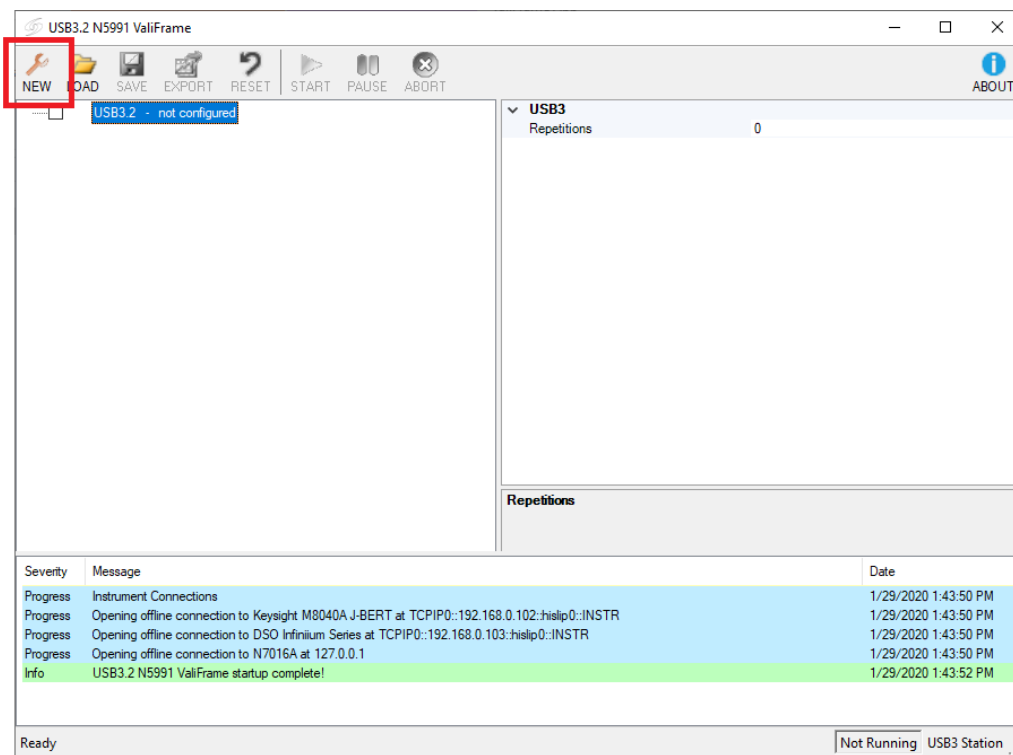 USB3.2 N5991 ValiFrame
NEW LOAD SAVE EXPORT RESET START PAUSE ABORT ABOUT
USB3.2 - not configured
USB3
Repetitions 0
Repetitions
Severity Message Date
Progress Instrument Connections 1/29/2020 1:43:50 PM
Progress Opening offline connection to Keysight M8040A J-BERT at TCPIP0::192.168.0.102::hislip0::INSTR 1/29/2020 1:43:50 PM
Progress Opening offline connection to DSO Infiniium Series at TCPIP0::192.168.0.103::hislip0::INSTR 1/29/2020 1:43:50 PM
Progress Opening offline connection to N7016A at 127.0.0.1 1/29/2020 1:43:50 PM
Info USB3.2 N5991 ValiFrame startup complete! 1/29/2020 1:43:52 PM
Ready Not Running USB3 Station